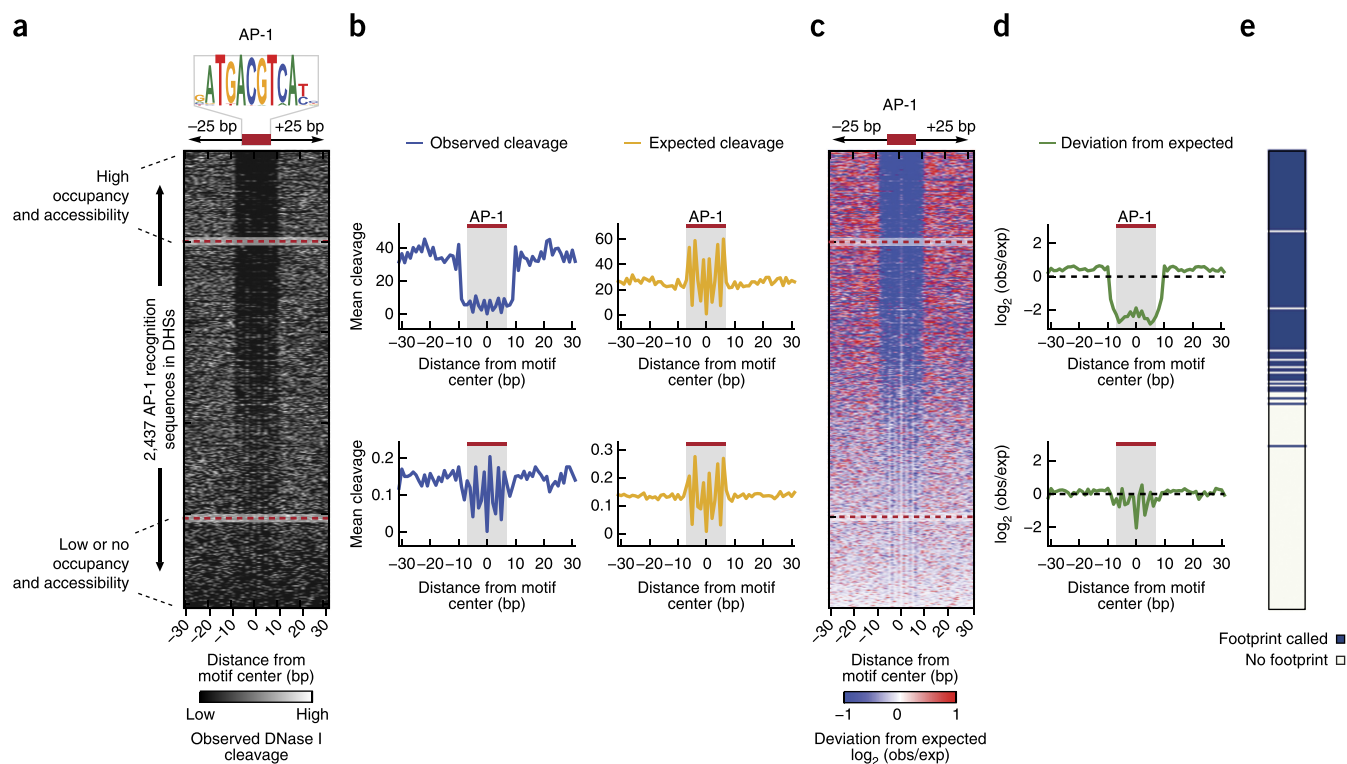 a
AP-1
ATGACGTCAT
−25 bp
+25 bp
High
occupancy
and accessibility
2,437 AP-1 recognition
sequences in DHSs
Low or no
occupancy
and accessibility
−30 −20 −10 0 10 20 30
Distance from
motif center (bp)
Low
High
Observed DNase I
cleavage
b
Observed cleavage
Expected cleavage
AP-1
Mean cleavage
40
20
0
−30 −20 −10 0 10 20 30
Distance from motif
center (bp)
AP-1
60
40
20
0
−30 −20 −10 0 10 20 30
Distance from motif
center (bp)
Mean cleavage
0.2
0.1
0
−30 −20 −10 0 10 20 30
Distance from motif
center (bp)
0.3
0.2
0.1
0
−30 −20 −10 0 10 20 30
Distance from motif
center (bp)
c
AP-1
−25 bp
+25 bp
−30 −20 −10 0 10 20 30
Distance from
motif center (bp)
−1 0 1
Deviation from expected
log2 (obs/exp)
d
Deviation from expected
AP-1
log2 (obs/exp)
2
0
−2
−30 −20 −10 0 10 20 30
Distance from motif
center (bp)
log2 (obs/exp)
2
0
−2
−30 −20 −10 0 10 20 30
Distance from motif
center (bp)
e
Footprint called
No footprint